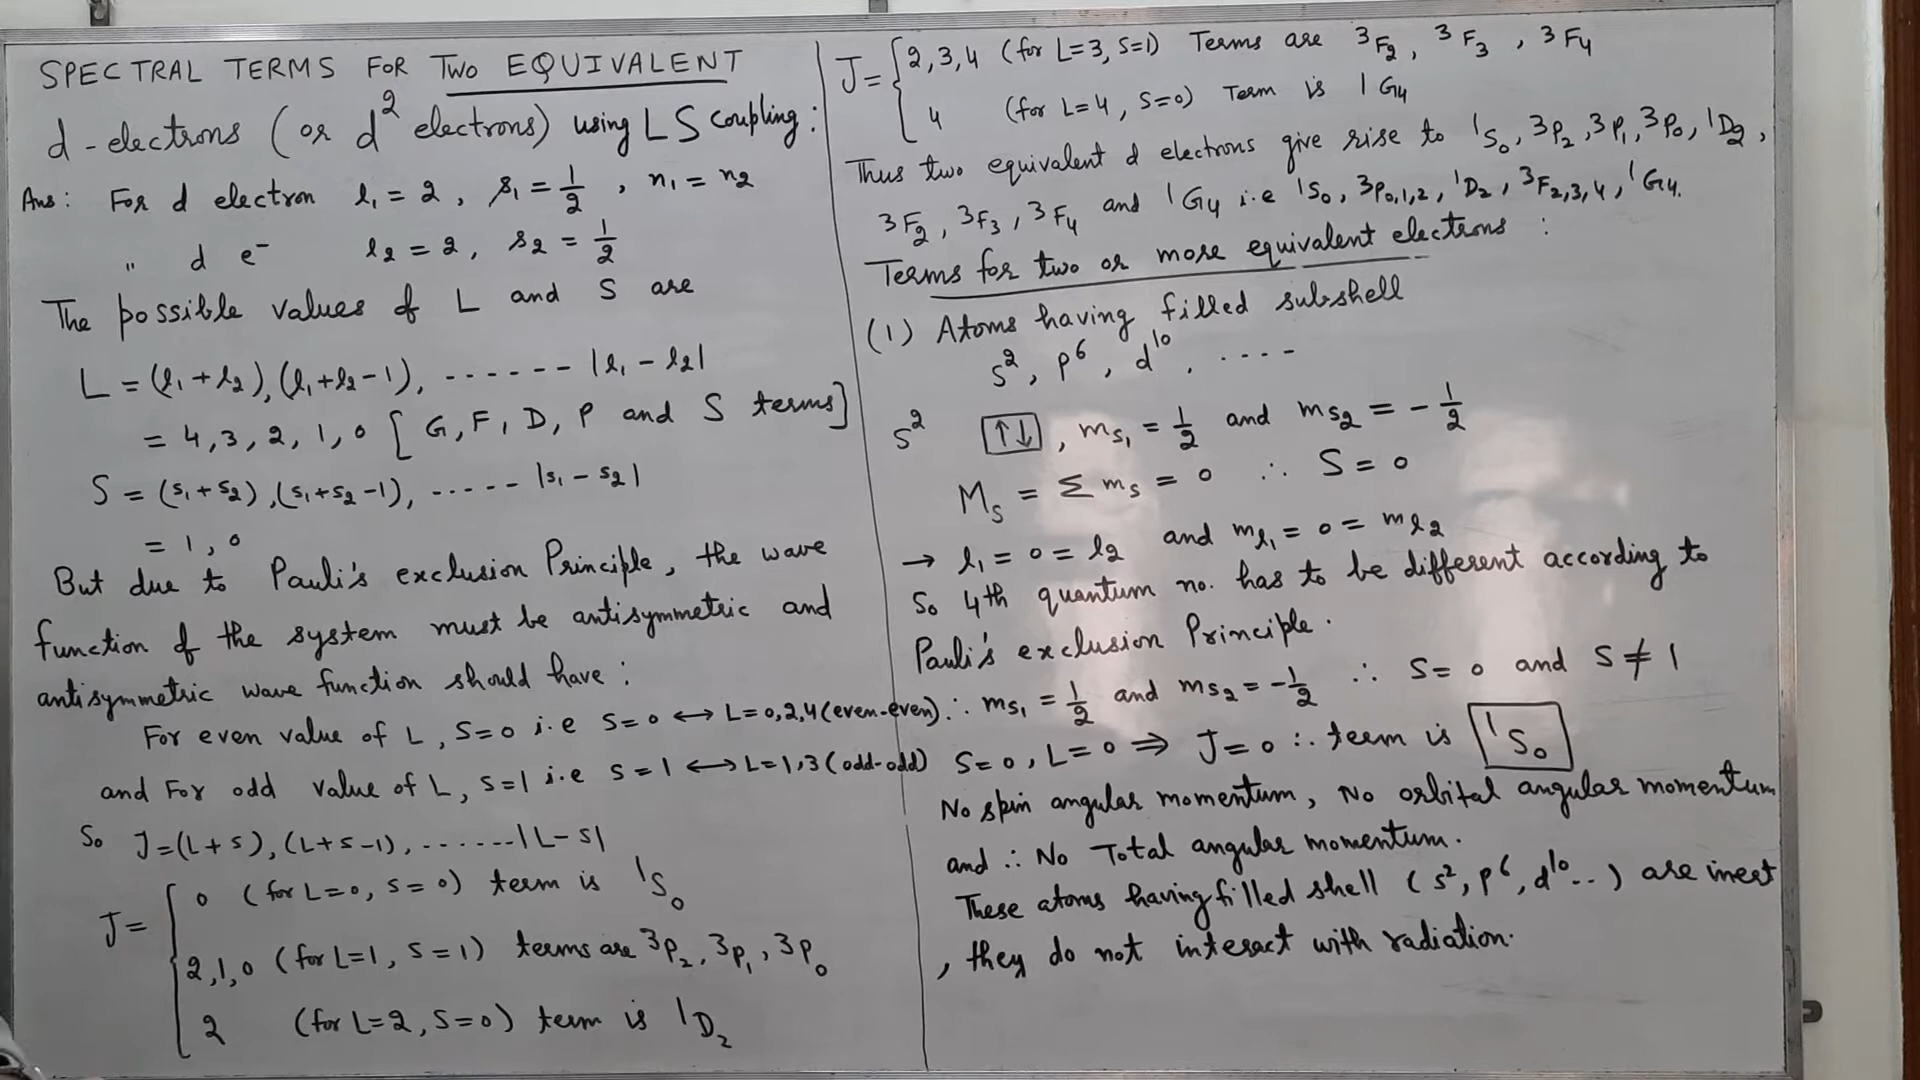 SPECTRAL TERMS FOR TWO EQUIVALENT
d-electrons (or d² electrons) using LS coupling:
Ans: For d electron l₁ = 2, s₁ = 1/2, n₁ = n₂
" d e⁻ l₂ = 2, s₂ = 1/2
The possible values of L and S are
L = (l₁+l₂), (l₁+l₂-1), ------ |l₁ - l₂|
= 4, 3, 2, 1, 0 [G, F, D, P and S terms]
S = (s₁+s₂), (s₁+s₂-1), ----- |s₁ - s₂|
= 1, 0
But due to Pauli's exclusion Principle, the wave
function of the system must be antisymmetric and
antisymmetric wave function should have:
For even value of L, S=0 i.e S=0 ⟷ L=0,2,4 (even-even)
and For odd value of L, S=1 i.e S=1 ⟷ L=1,3 (odd-odd)
So J=(L+S), (L+S-1), ------- |L-S|
J = { 0 (for L=0, S=0) term is ¹S₀
2,1,0 (for L=1, S=1) terms are ³P₂, ³P₁, ³P₀
2 (for L=2, S=0) term is ¹D₂
J = { 2,3,4 (for L=3, S=1) Terms are ³F₂, ³F₃, ³F₄
4 (for L=4, S=0) Term is ¹G₄
Thus two equivalent d electrons give rise to ¹S₀, ³P₂, ³P₁, ³P₀, ¹D₂,
³F₂, ³F₃, ³F₄ and ¹G₄ i.e ¹S₀, ³P₀,₁,₂, ¹D₂, ³F₂,₃,₄, ¹G₄.
Terms for two or more equivalent electrons:
(1) Atoms having filled subshell
s², p⁶, d¹⁰, ----
s² [↑↓], ms₁ = 1/2 and ms₂ = -1/2
Ms = Σ ms = 0 ∴ S = 0
→ l₁ = 0 = l₂ and ml₁ = 0 = ml₂
So 4th quantum no. has to be different according to
Pauli's exclusion Principle.
∴ ms₁ = 1/2 and ms₂ = -1/2 ∴ S = 0 and S ≠ 1
S=0, L=0 ⇒ J=0 ∴ term is ¹S₀
No spin angular momentum, No orbital angular momentum
and ∴ No Total angular momentum.
These atoms having filled shell (s², p⁶, d¹⁰..) are inert
, they do not interact with radiation.